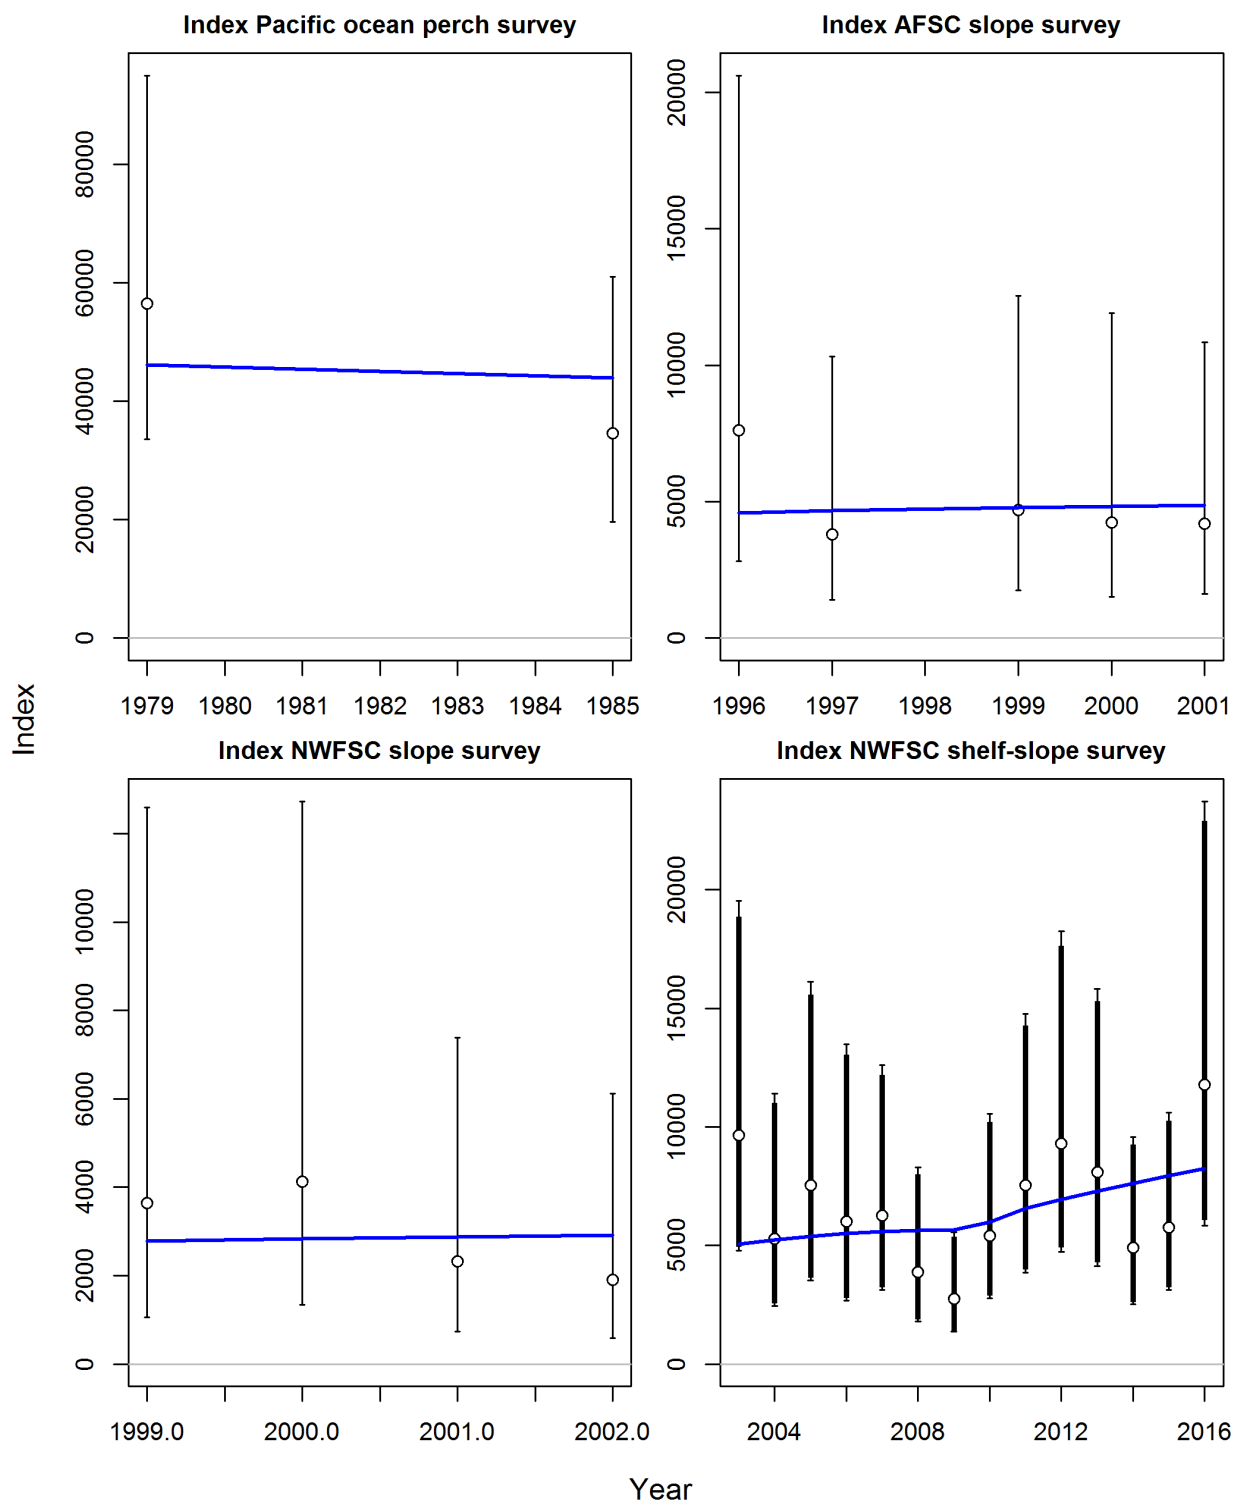 Index Pacific ocean perch survey
0 20000 40000 60000 80000
1979 1980 1981 1982 1983 1984 1985
Index AFSC slope survey
0 5000 10000 15000 20000
1996 1997 1998 1999 2000 2001
Index
Index NWFSC slope survey
0 2000 4000 6000 8000 10000
1999.0 2000.0 2001.0 2002.0
Index NWFSC shelf-slope survey
0 5000 10000 15000 20000
2004 2008 2012 2016
Year